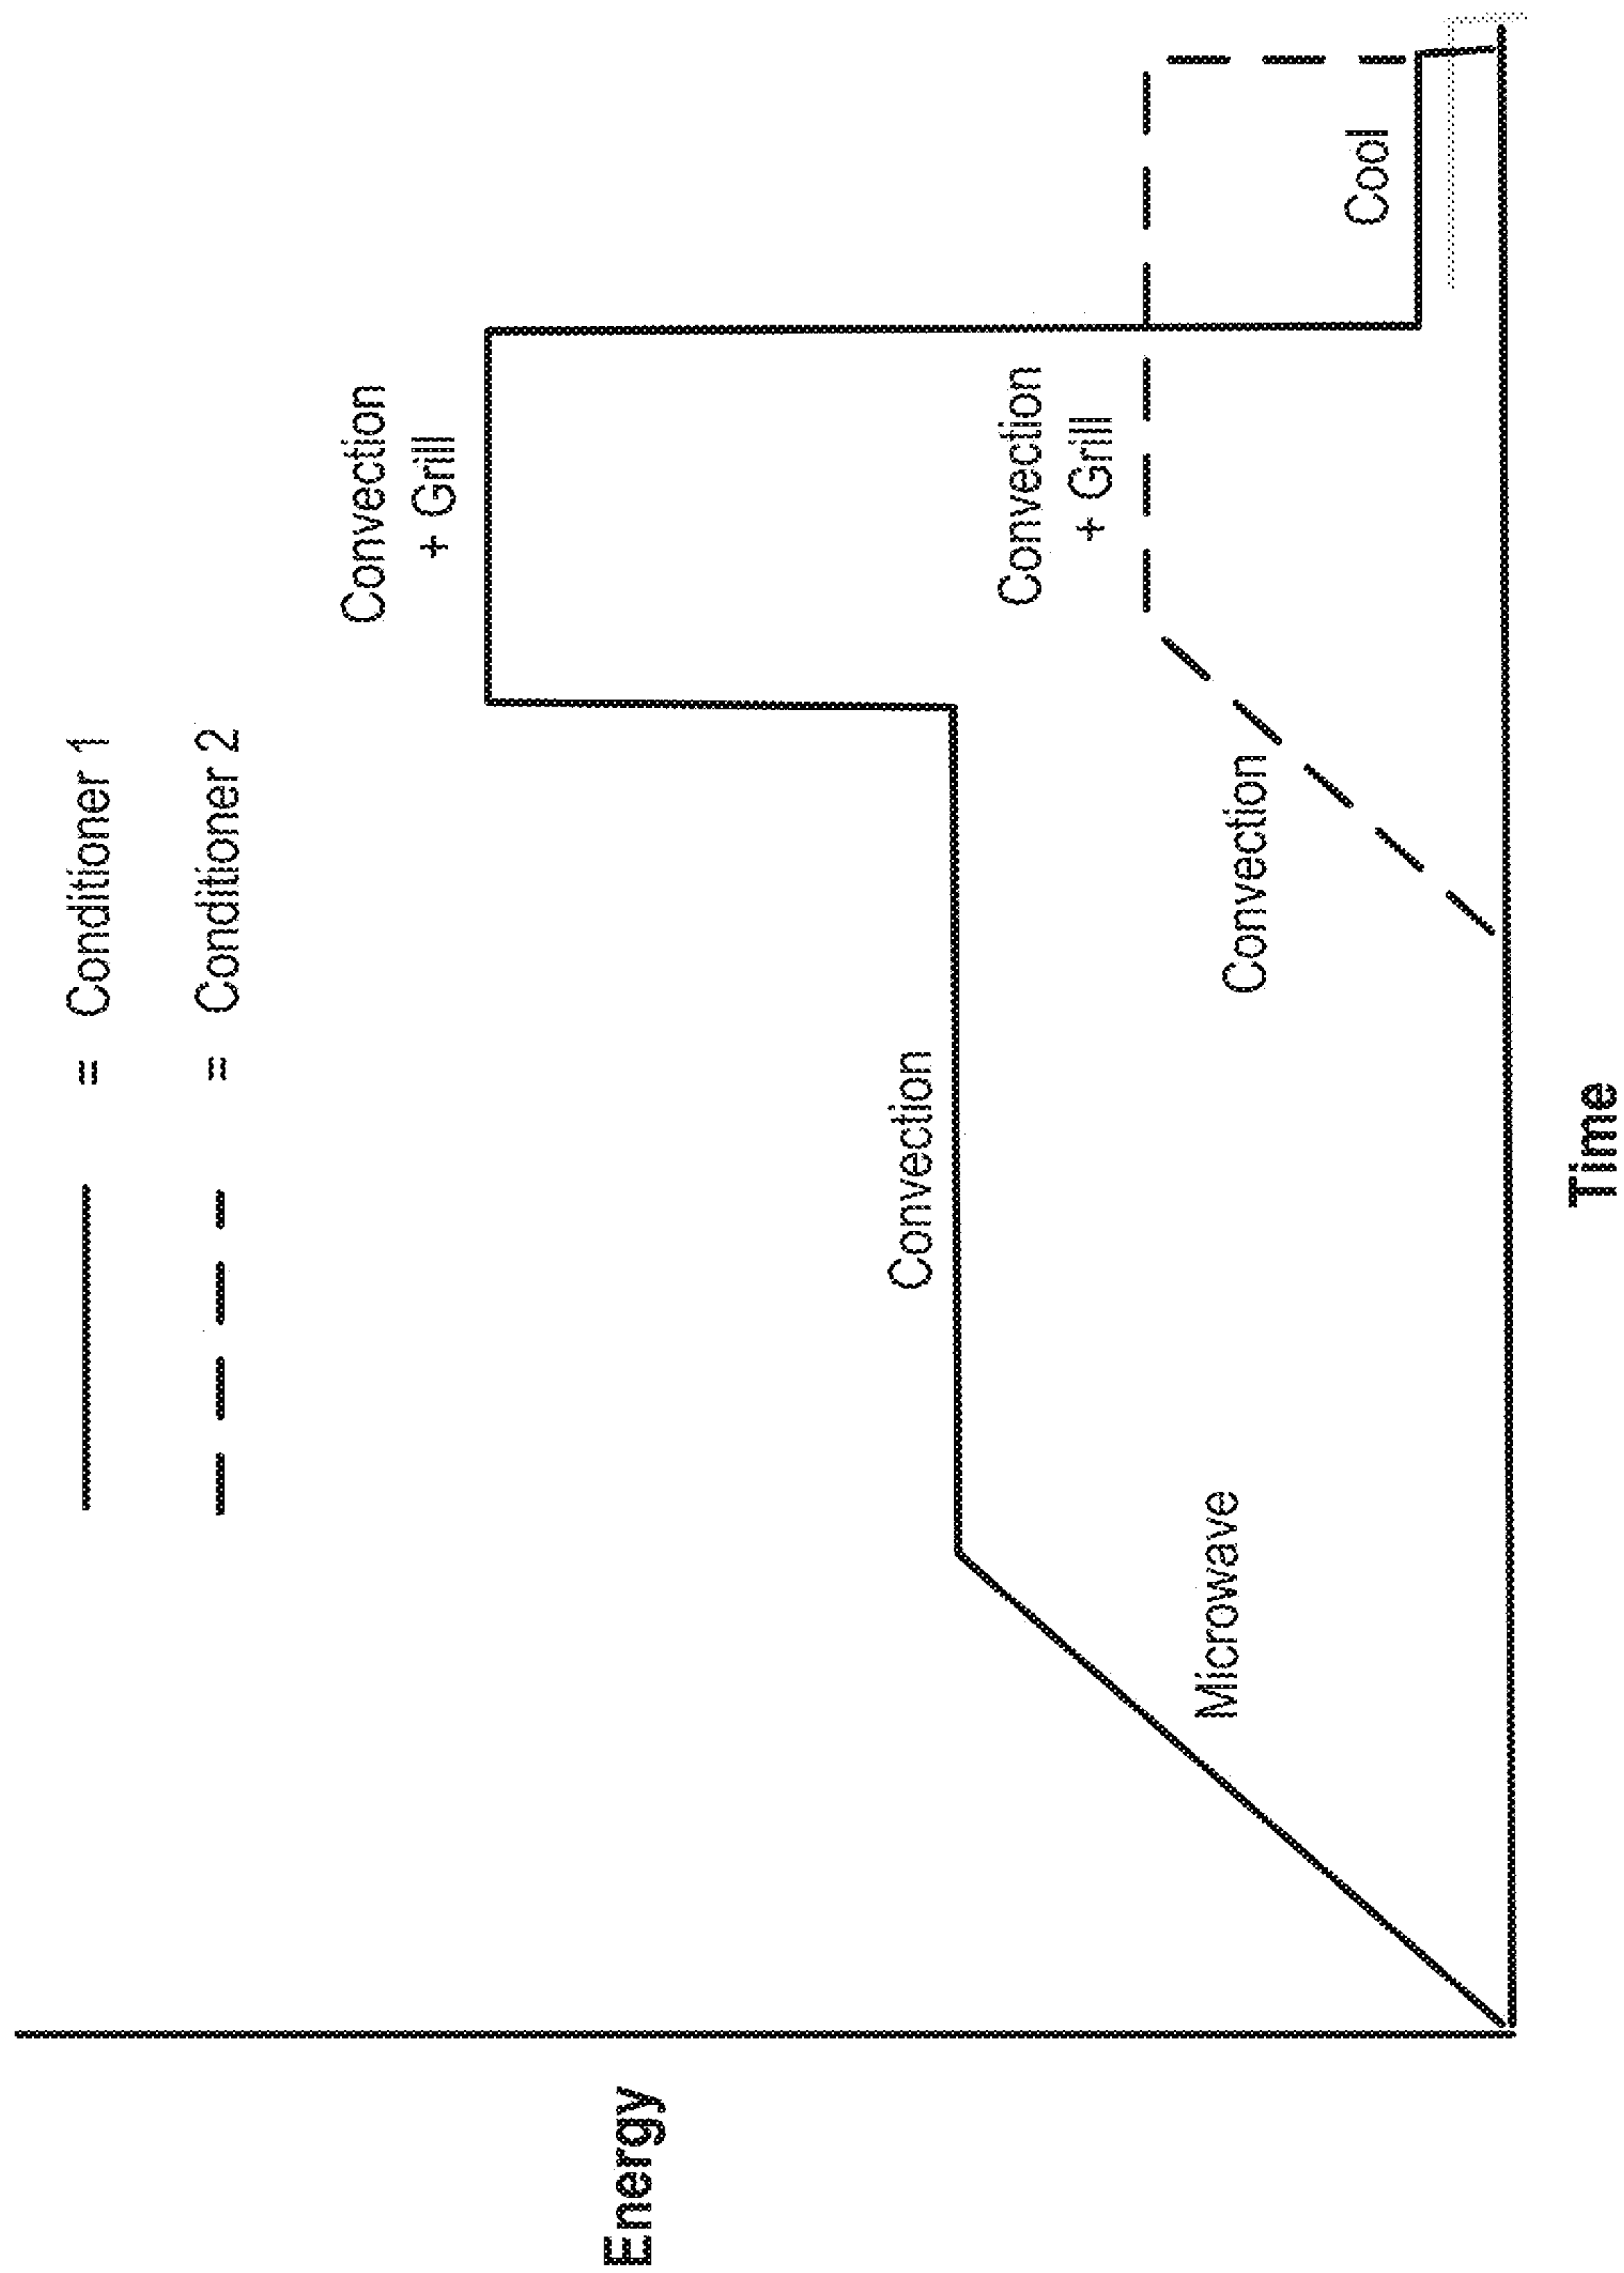 = Conditioner 1
= Conditioner 2
Convection
+ Grill
Convection
Convection
+ Grill
Convection
Microwave
Cool
Energy
Time